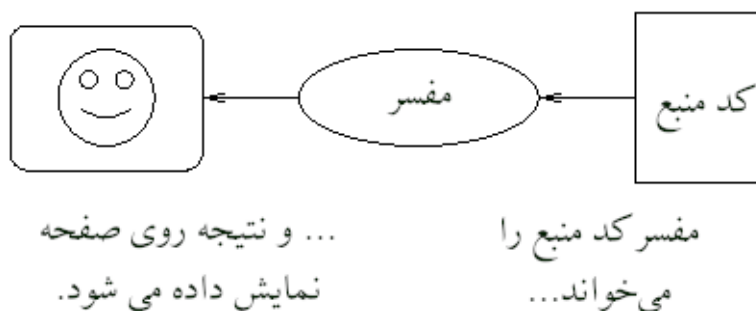 کد منبع
مفسر
مفسر کد منبع را
می‌خواند...
... و نتیجه روی صفحه
نمایش داده می شود.